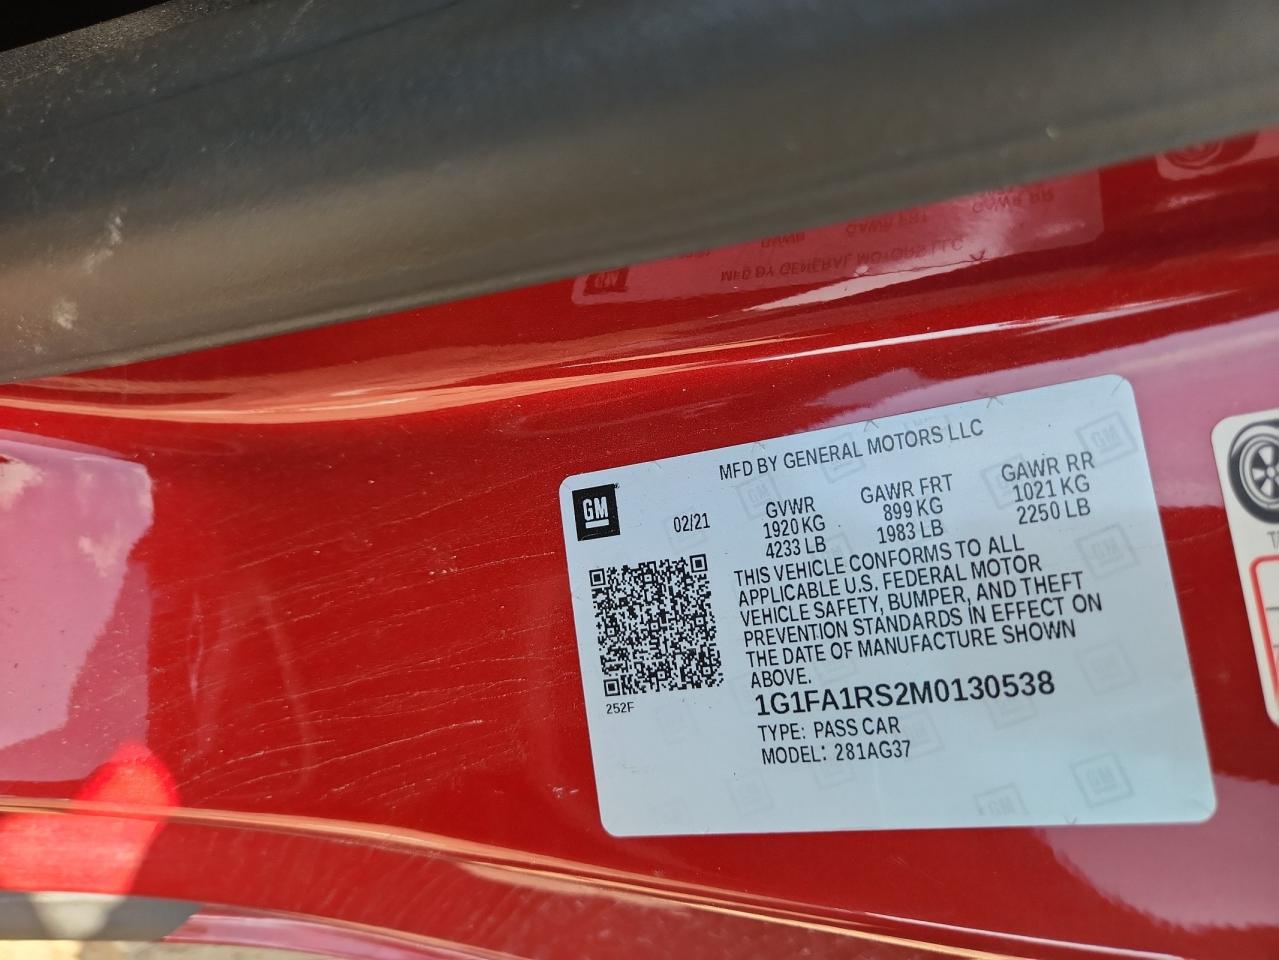 MFD BY GENERAL MOTORS LLC
GM
02/21
GVWR
1920 KG
4233 LB
GAWR FRT
899 KG
1983 LB
GAWR RR
1021 KG
2250 LB
THIS VEHICLE CONFORMS TO ALL
APPLICABLE U.S. FEDERAL MOTOR
VEHICLE SAFETY, BUMPER, AND THEFT
PREVENTION STANDARDS IN EFFECT ON
THE DATE OF MANUFACTURE SHOWN
ABOVE.
252F
1G1FA1RS2M0130538
TYPE: PASS CAR
MODEL: 281AG37